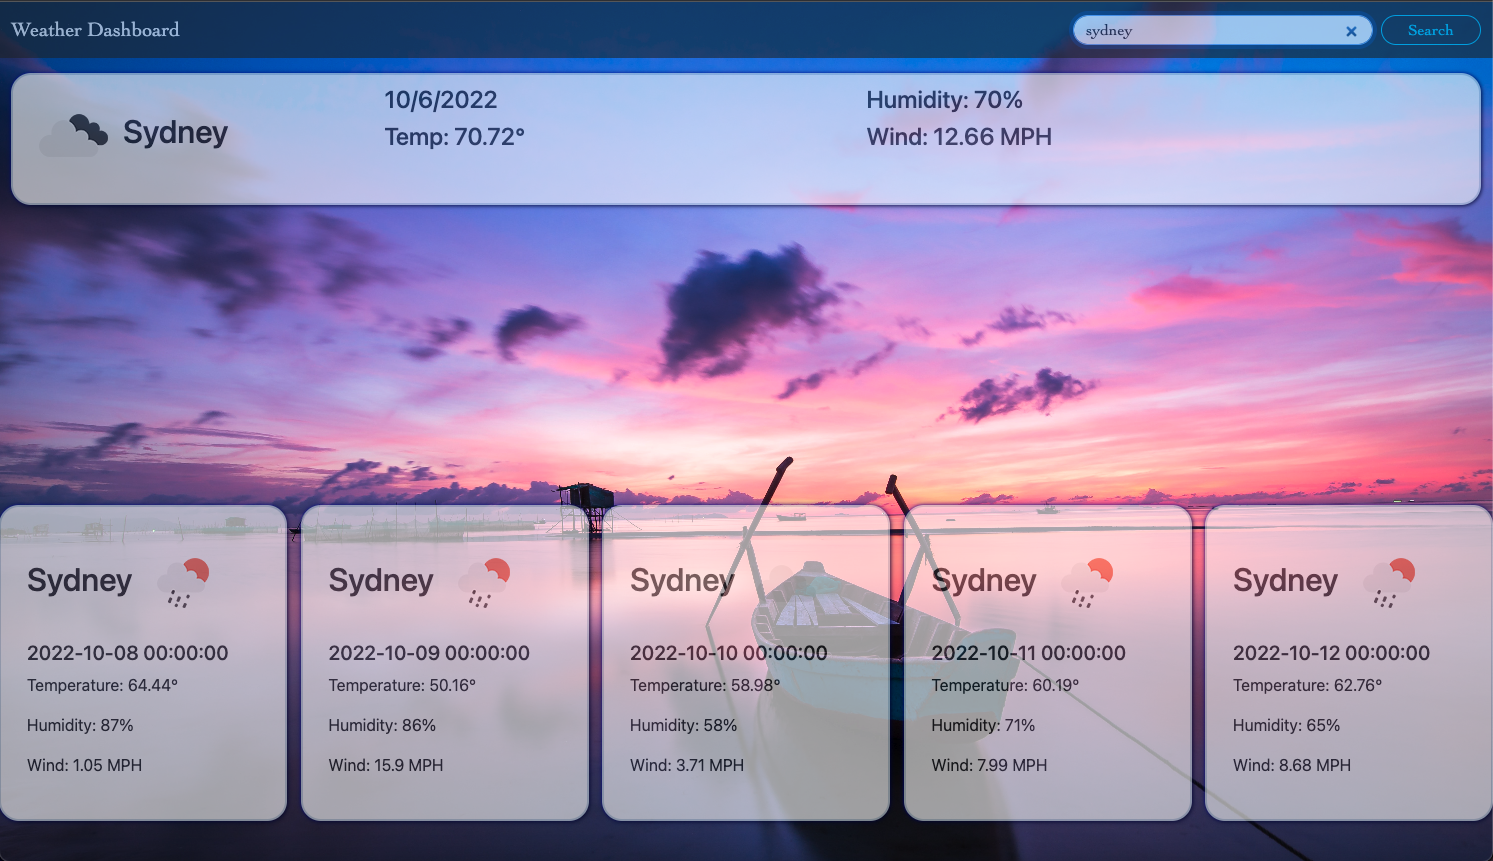 Weather Dashboard
sydney
Search
Sydney
10/6/2022
Temp: 70.72°
Humidity: 70%
Wind: 12.66 MPH
Sydney
2022-10-08 00:00:00
Temperature: 64.44°
Humidity: 87%
Wind: 1.05 MPH
Sydney
2022-10-09 00:00:00
Temperature: 50.16°
Humidity: 86%
Wind: 15.9 MPH
Sydney
2022-10-10 00:00:00
Temperature: 58.98°
Humidity: 58%
Wind: 3.71 MPH
Sydney
2022-10-11 00:00:00
Temperature: 60.19°
Humidity: 71%
Wind: 7.99 MPH
Sydney
2022-10-12 00:00:00
Temperature: 62.76°
Humidity: 65%
Wind: 8.68 MPH